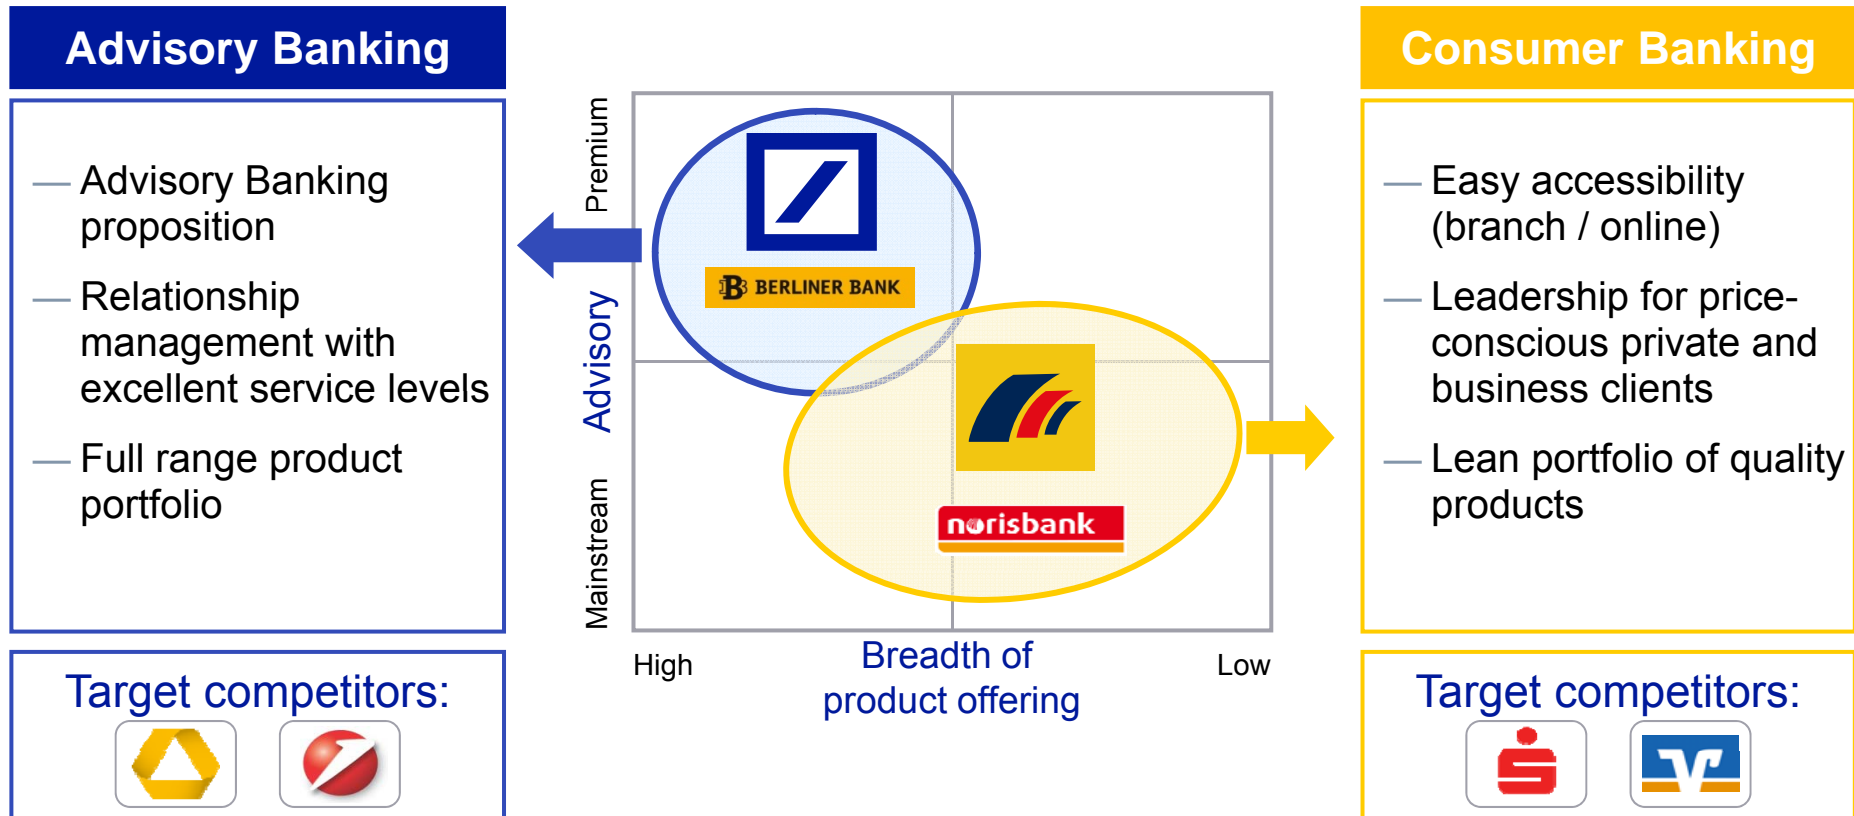 Advisory Banking
— Advisory Banking
proposition
— Relationship
management with
excellent service levels
— Full range product
portfolio
Target competitors:
Premium
Advisory
Mainstream
BERLINER BANK
norisbank
High
Breadth of
product offering
Low
Consumer Banking
— Easy accessibility
(branch / online)
— Leadership for price-
conscious private and
business clients
— Lean portfolio of quality
products
Target competitors: